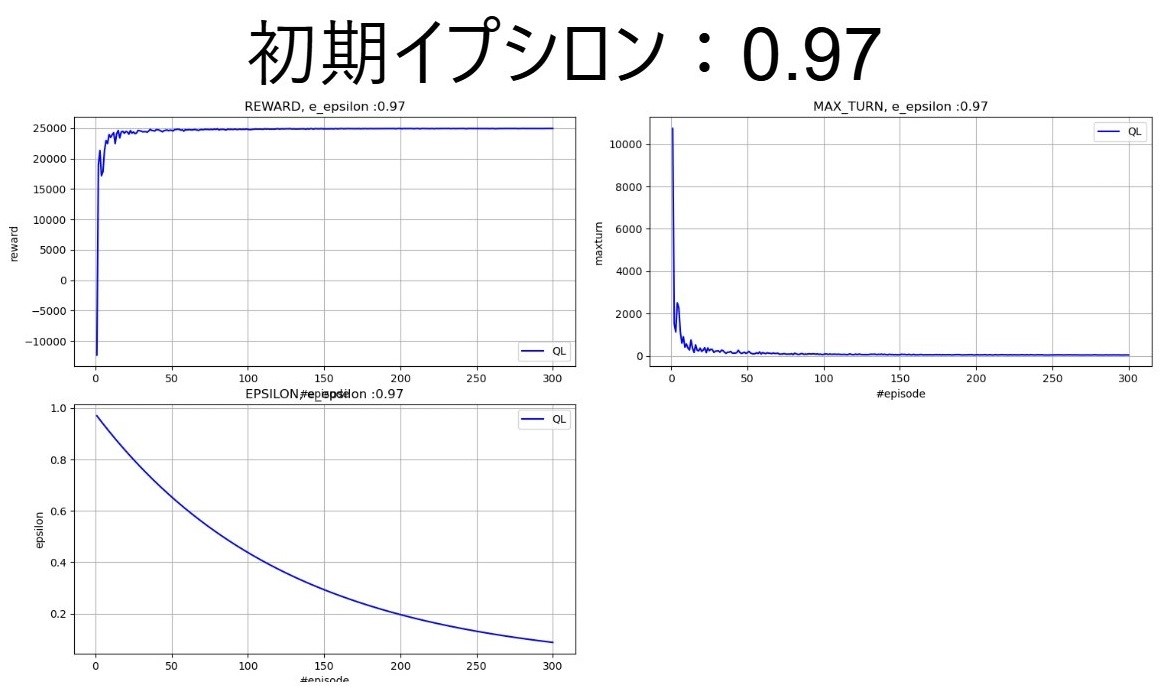 初期イプシロン：0.97
REWARD, e_epsilon :0.97
25000
20000
15000
10000
5000
0
−5000
−10000
reward
QL
0 50 100 150 200 250 300
#episode
MAX_TURN, e_epsilon :0.97
10000
8000
6000
4000
2000
0
maxturn
QL
0 50 100 150 200 250 300
#episode
EPSILON, e_epsilon :0.97
1.0
0.8
0.6
0.4
0.2
epsilon
QL
0 50 100 150 200 250 300
#episode